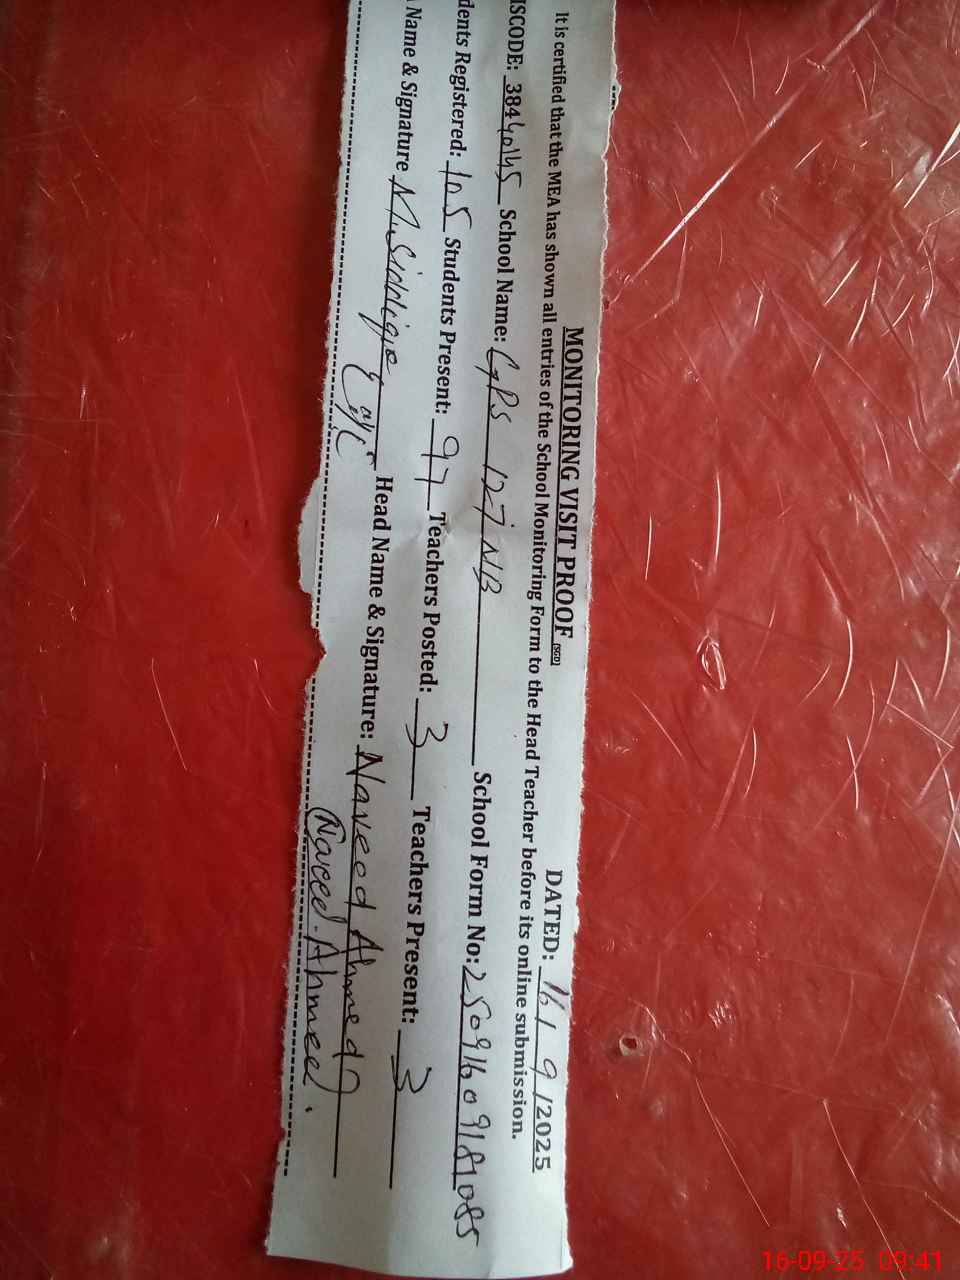 MONITORING VISIT PROOF [SGD] DATED: 16 / 9 /2025
It is certified that the MEA has shown all entries of the School Monitoring Form to the Head Teacher before its online submission.
ISCODE: 38440145 School Name: GPS 127 NB School Form No: 25091609181085
dents Registered: 105 Students Present: 97 Teachers Posted: 3 Teachers Present: 3
Name & Signature M. Siddique Head Name & Signature: Naveed Ahmed
Naveed. Ahmed.
16-09-25 09:41